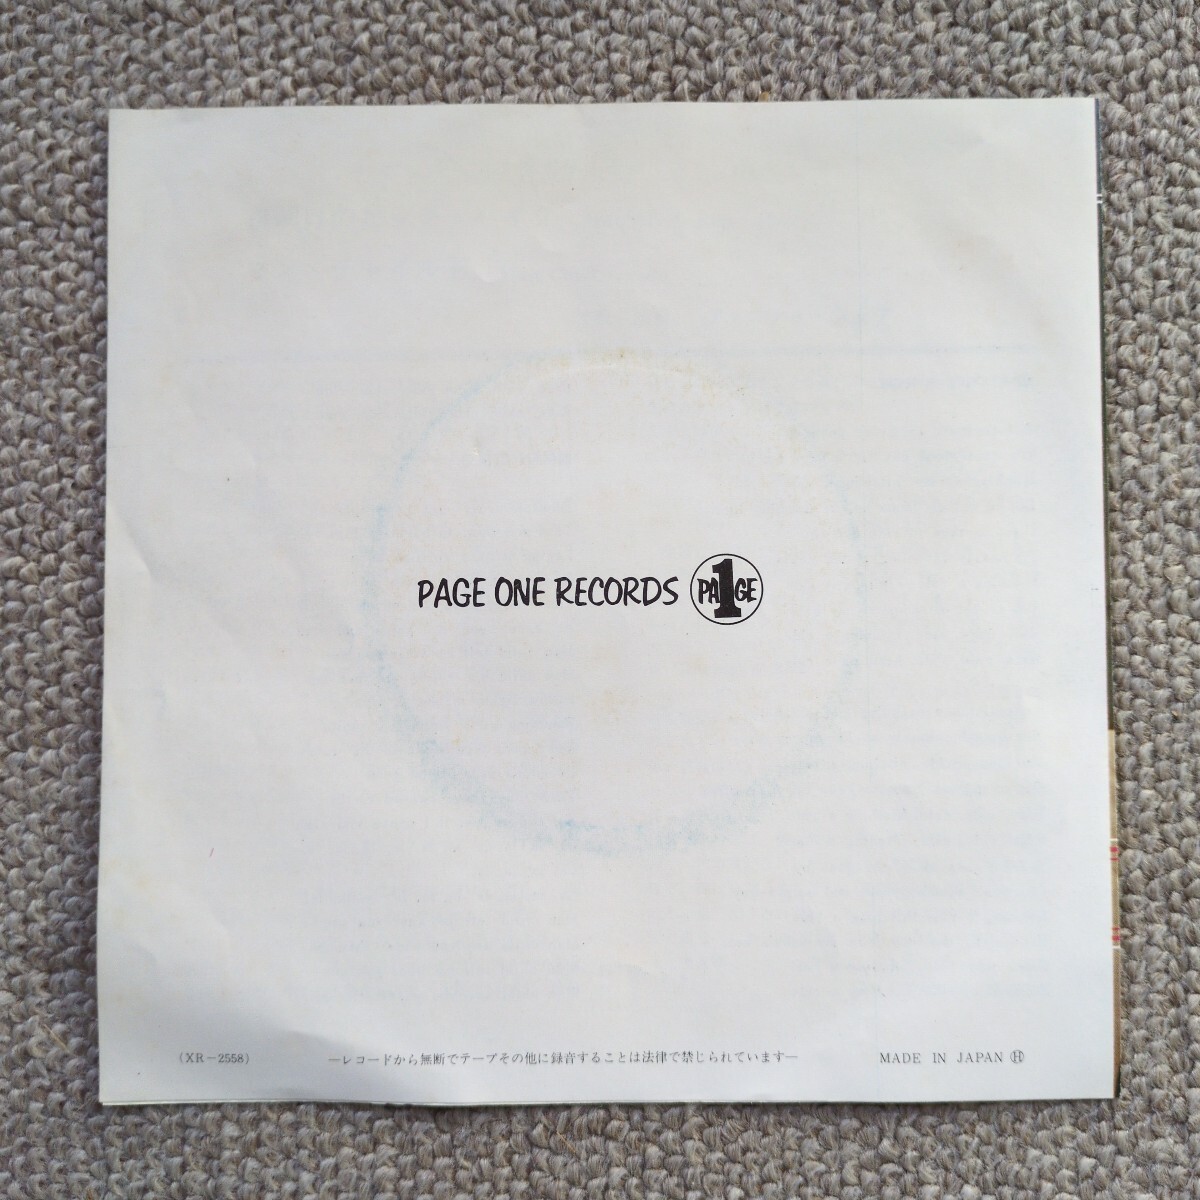 PAGE ONE RECORDS PA1GE
(XR-2558) ―レコードから無断でテープその他に録音することは法律で禁じられています― MADE IN JAPAN Ⓗ